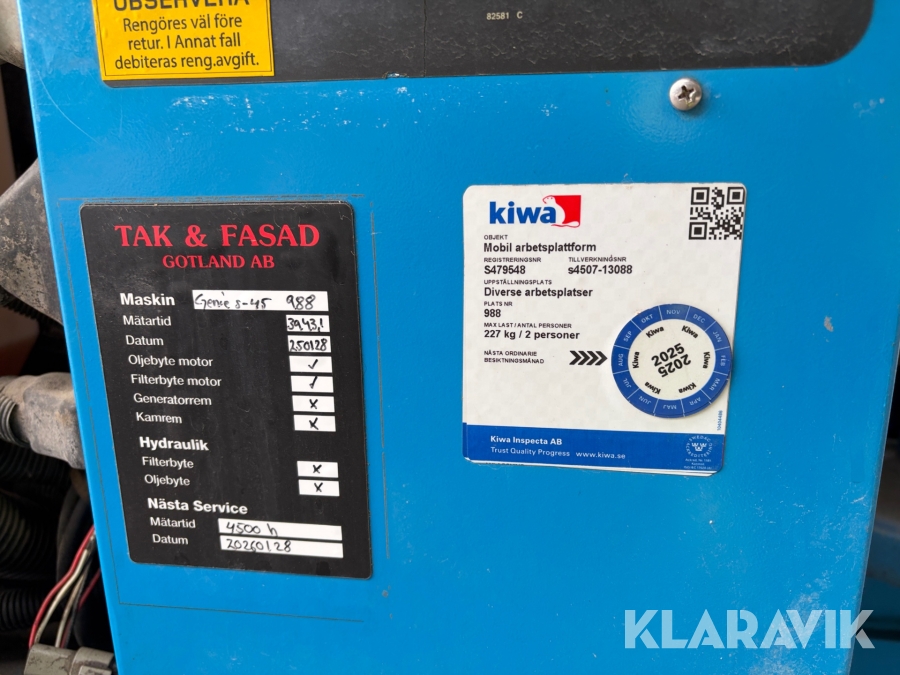 OBSERVERA
Rengöres väl före
retur. I Annat fall
debiteras reng.avgift.
82581 C
TAK & FASAD
GOTLAND AB
Maskin Genie s-45 988
Mätartid 3943,1
Datum 250128
Oljebyte motor ✓
Filterbyte motor ✓
Generatorrem x
Kamrem x
Hydraulik
Filterbyte x
Oljebyte x
Nästa Service
Mätartid 4500 h
Datum 20260128
kiwa
OBJEKT
Mobil arbetsplattform
REGISTRERINGSNR TILLVERKNINGSNR
S479548 s4507-13088
UPPSTÄLLNINGSPLATS
Diverse arbetsplatser
PLATS NR
988
MAX LAST / ANTAL PERSONER
227 kg / 2 personer
NÄSTA ORDINARIE
BESIKTNINGSMÅNAD
JAN FEB MAR APR MAJ JUN JUL AUG SEP OKT NOV DEC
Kiwa Kiwa Kiwa Kiwa Kiwa
2025
2025
Kiwa Inspecta AB
Trust Quality Progress www.kiwa.se
KLARAVIK